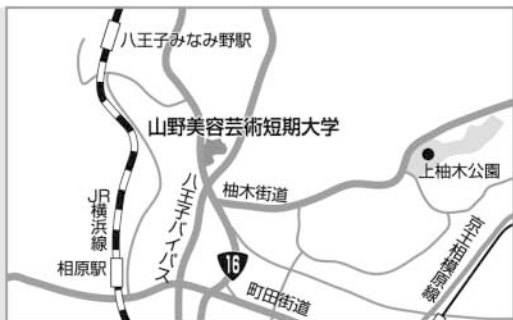 八王子みなみ野駅
山野美容芸術短期大学
上柚木公園
柚木街道
JR横浜線
八王子バイパス
京王相模原線
相原駅
16
町田街道